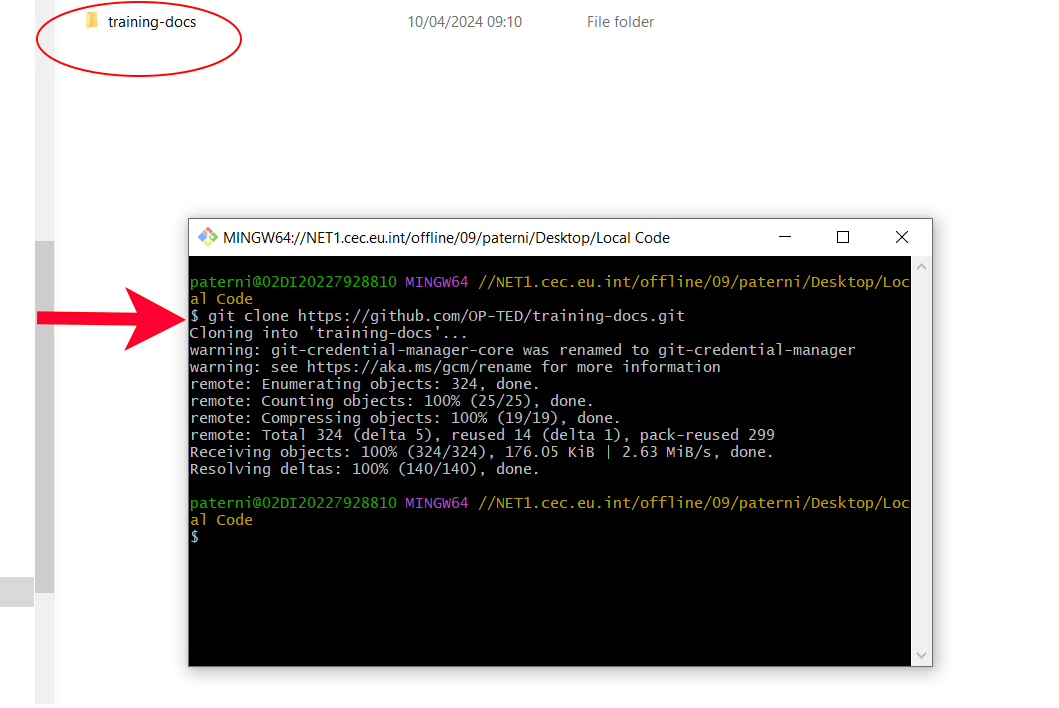 training-docs 10/04/2024 09:10 File folder
MINGW64://NET1.cec.eu.int/offline/09/paterni/Desktop/Local Code
paterni@02DI20227928810 MINGW64 //NET1.cec.eu.int/offline/09/paterni/Desktop/Loc
al Code
$ git clone https://github.com/OP-TED/training-docs.git
Cloning into 'training-docs'...
warning: git-credential-manager-core was renamed to git-credential-manager
warning: see https://aka.ms/gcm/rename for more information
remote: Enumerating objects: 324, done.
remote: Counting objects: 100% (25/25), done.
remote: Compressing objects: 100% (19/19), done.
remote: Total 324 (delta 5), reused 14 (delta 1), pack-reused 299
Receiving objects: 100% (324/324), 176.05 KiB | 2.63 MiB/s, done.
Resolving deltas: 100% (140/140), done.
paterni@02DI20227928810 MINGW64 //NET1.cec.eu.int/offline/09/paterni/Desktop/Loc
al Code
$